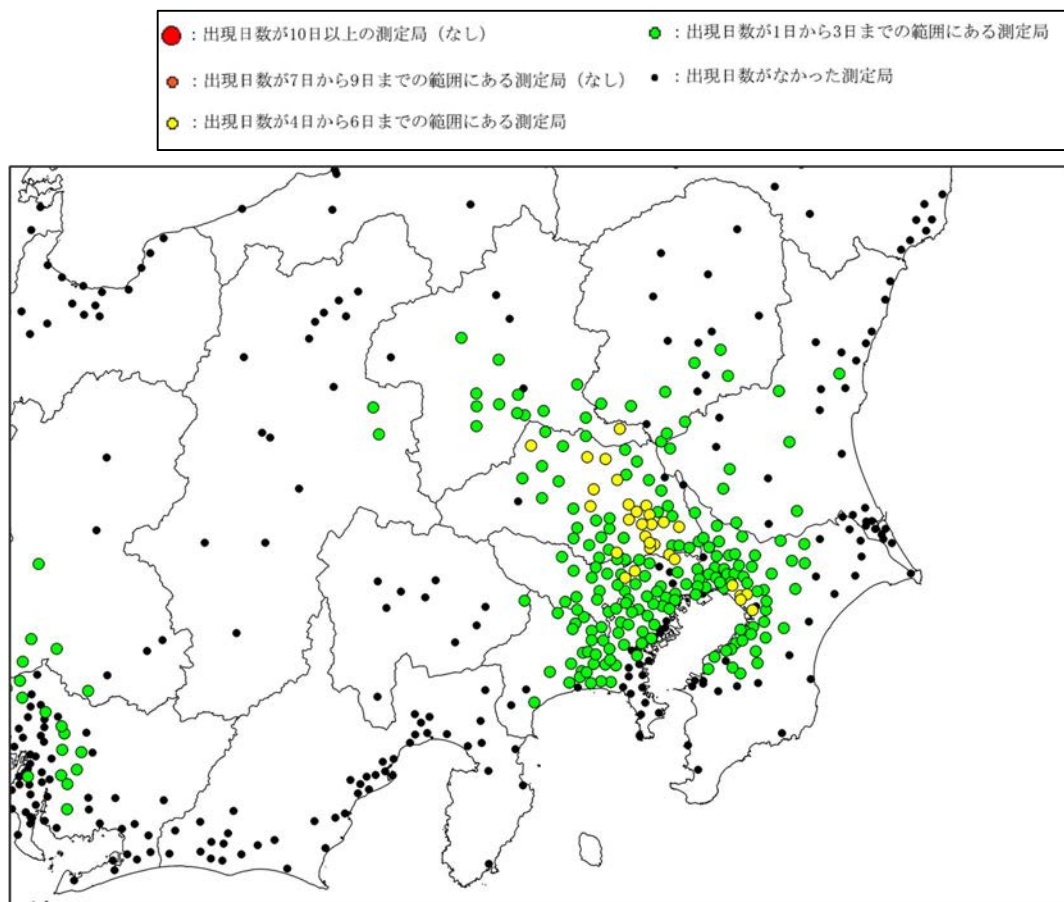 ：出現日数が10日以上の測定局（なし）
：出現日数が7日から9日までの範囲にある測定局（なし）
：出現日数が4日から6日までの範囲にある測定局
：出現日数が1日から3日までの範囲にある測定局
：出現日数がなかった測定局